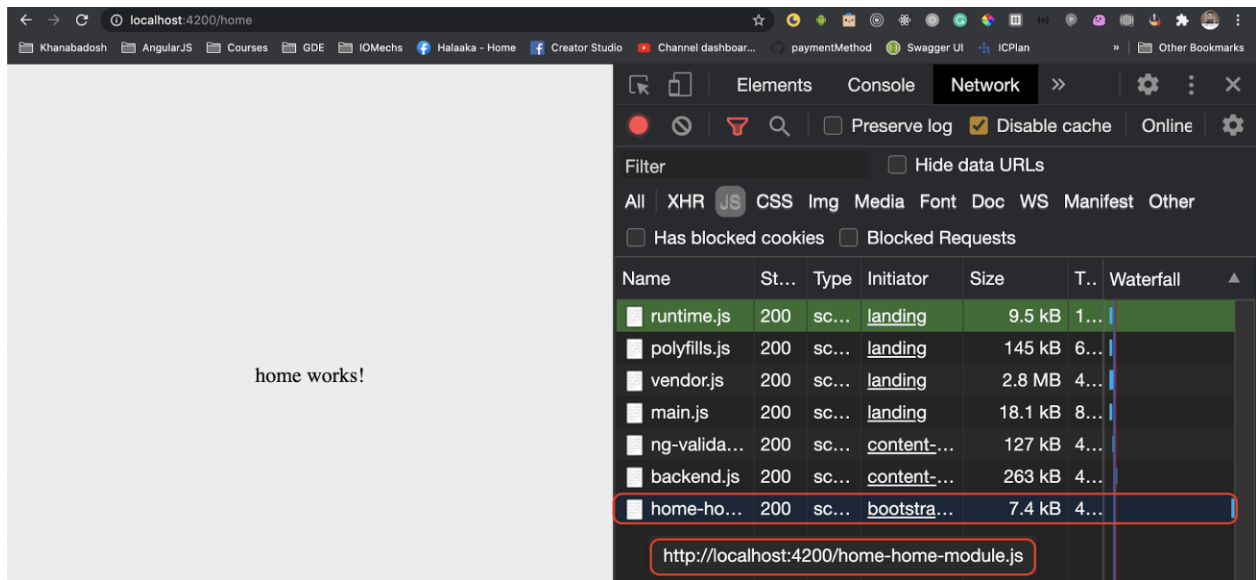 localhost:4200/home
Khanabadosh AngularJS Courses GDE IOMechs Halaaka - Home Creator Studio Channel dashboar... paymentMethod Swagger UI ICPlan » Other Bookmarks
Elements Console Network »
Preserve log Disable cache Online
Filter Hide data URLs
All XHR JS CSS Img Media Font Doc WS Manifest Other
Has blocked cookies Blocked Requests
Name St... Type Initiator Size T.. Waterfall
runtime.js 200 sc... landing 9.5 kB 1...
polyfills.js 200 sc... landing 145 kB 6...
vendor.js 200 sc... landing 2.8 MB 4...
home works!
main.js 200 sc... landing 18.1 kB 8...
ng-valida... 200 sc... content-... 127 kB 4...
backend.js 200 sc... content-... 263 kB 4...
home-ho... 200 sc... bootstra... 7.4 kB 4...
http://localhost:4200/home-home-module.js